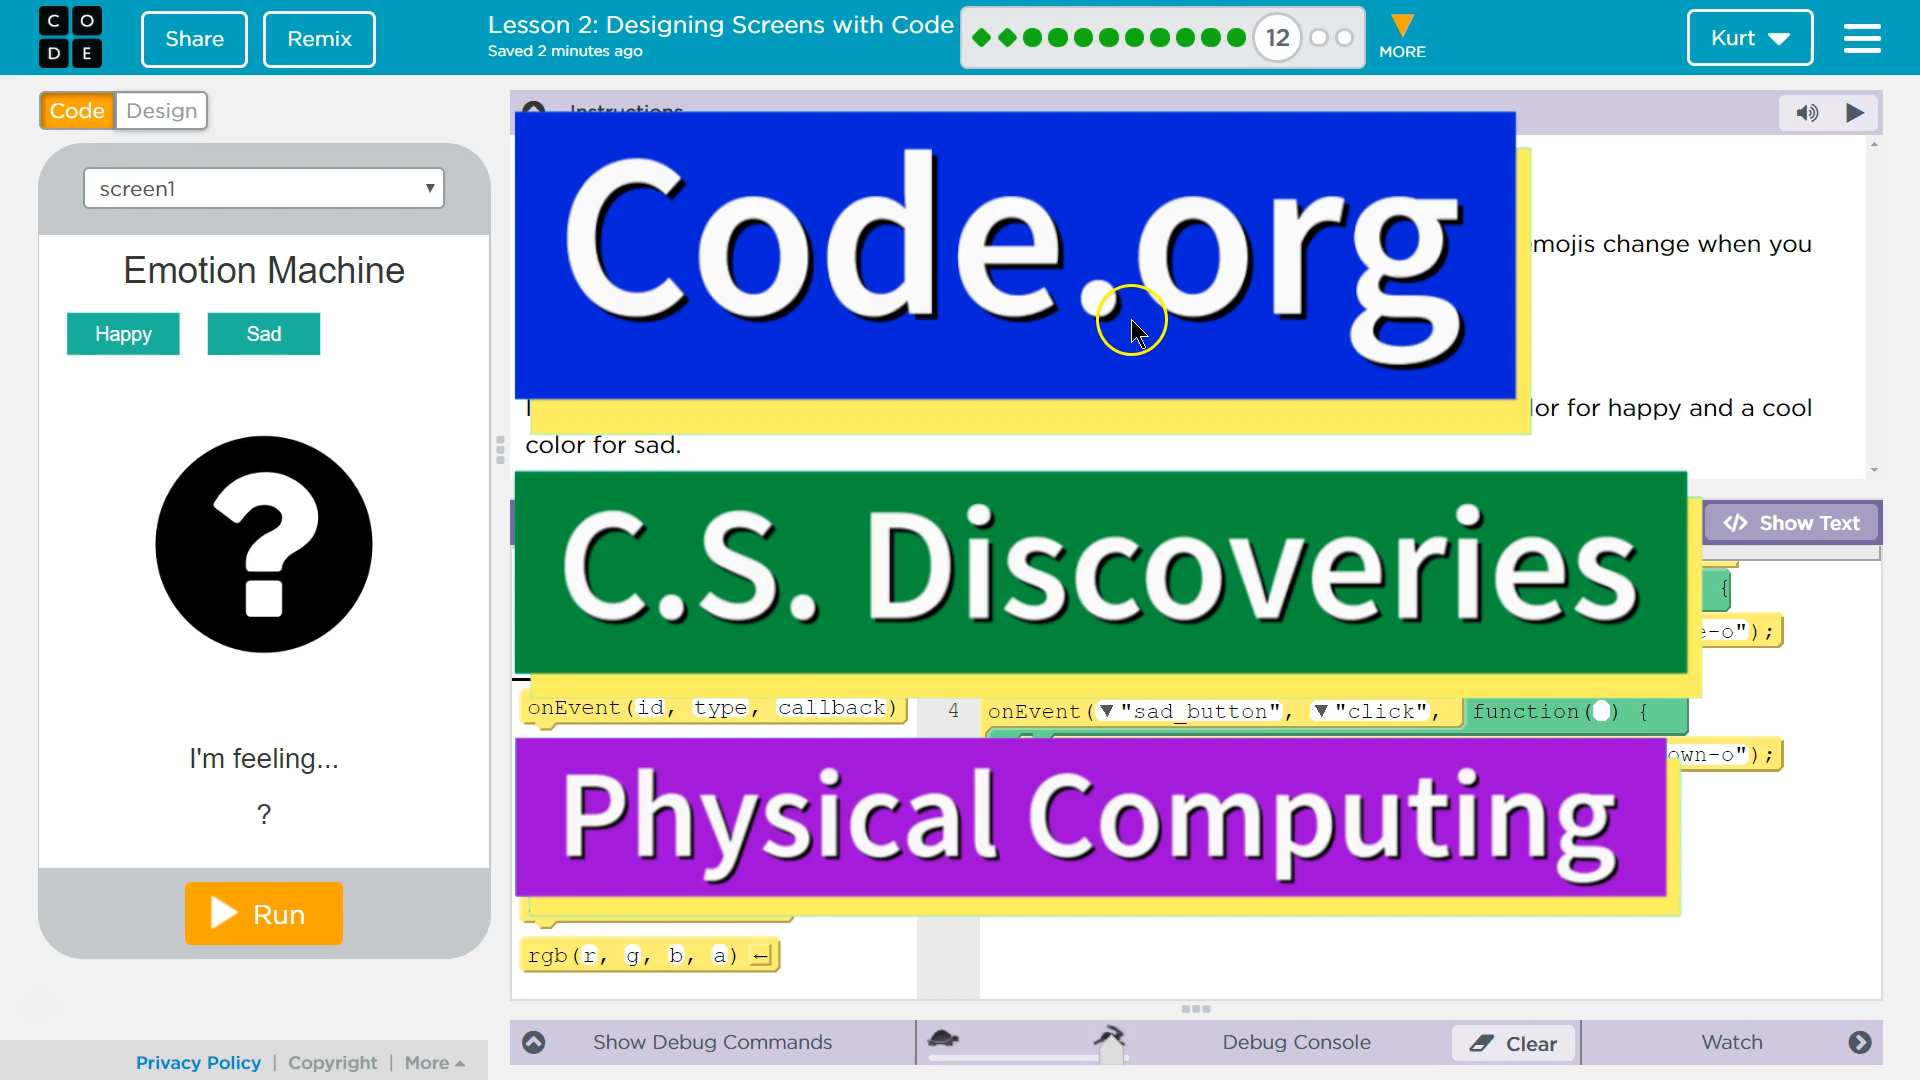 CODE
Share
Remix
Lesson 2: Designing Screens with Code
Saved 2 minutes ago
12
MORE
Kurt
Code
Design
Instructions
screen1
Code.org
emojis change when you
lor for happy and a cool
color for sad.
Emotion Machine
Happy
Sad
?
I'm feeling...
?
Run
C.S. Discoveries
Show Text
{
e-o");
onEvent(id, type, callback)
4 onEvent("sad_button", "click", function( ) {
own-o");
Physical Computing
rgb(r, g, b, a)
Show Debug Commands
Debug Console
Clear
Watch
Privacy Policy | Copyright | More